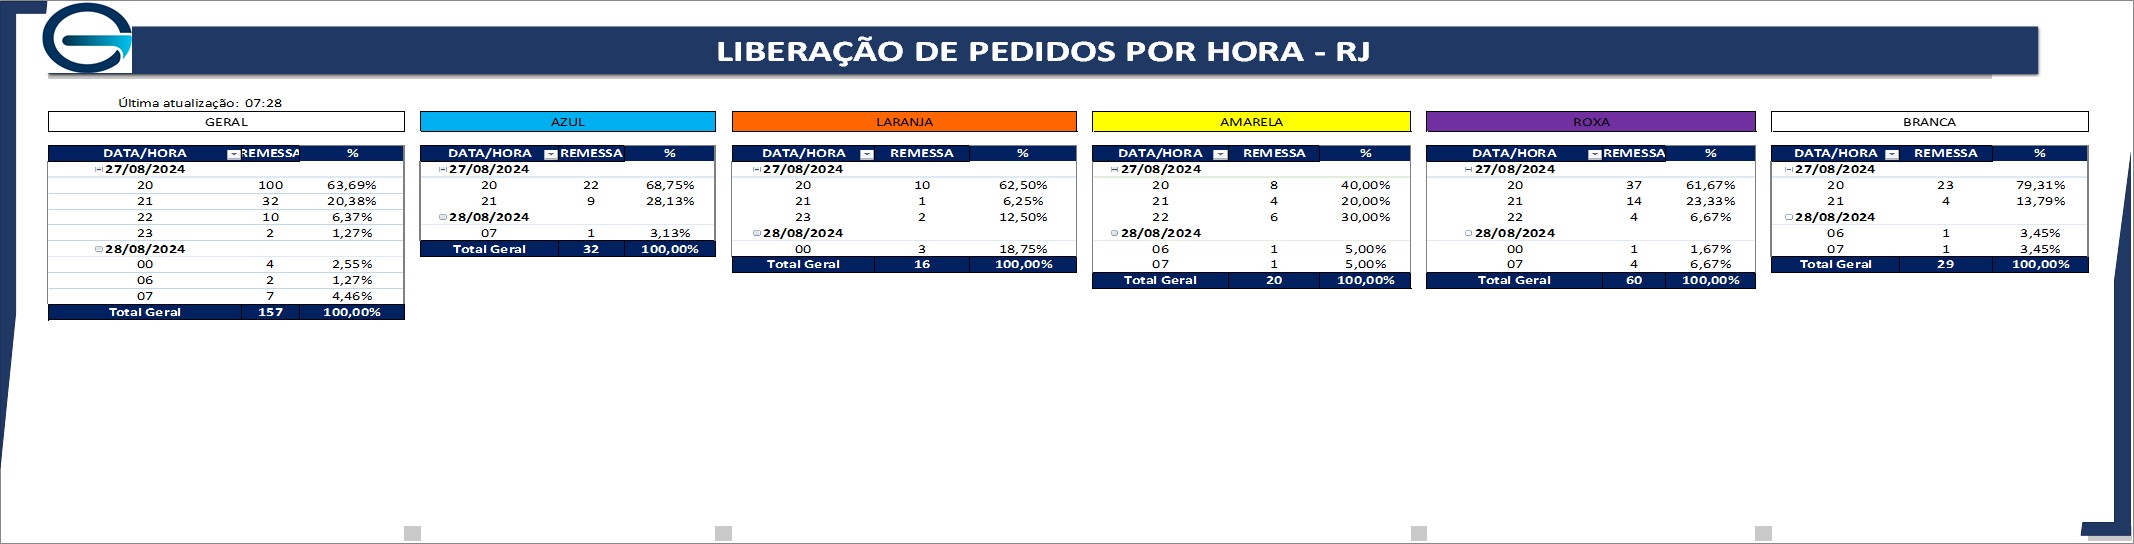 LIBERAÇÃO DE PEDIDOS POR HORA - RJ
Última atualização: 07:28
GERAL
DATA/HORA REMESSA %
27/08/2024
20 100 63,69%
21 32 20,38%
22 10 6,37%
23 2 1,27%
28/08/2024
00 4 2,55%
06 2 1,27%
07 7 4,46%
Total Geral 157 100,00%
AZUL
DATA/HORA REMESSA %
27/08/2024
20 22 68,75%
21 9 28,13%
28/08/2024
07 1 3,13%
Total Geral 32 100,00%
LARANJA
DATA/HORA REMESSA %
27/08/2024
20 10 62,50%
21 1 6,25%
23 2 12,50%
28/08/2024
00 3 18,75%
Total Geral 16 100,00%
AMARELA
DATA/HORA REMESSA %
27/08/2024
20 8 40,00%
21 4 20,00%
22 6 30,00%
28/08/2024
06 1 5,00%
07 1 5,00%
Total Geral 20 100,00%
ROXA
DATA/HORA REMESSA %
27/08/2024
20 37 61,67%
21 14 23,33%
22 4 6,67%
28/08/2024
00 1 1,67%
07 4 6,67%
Total Geral 60 100,00%
BRANCA
DATA/HORA REMESSA %
27/08/2024
20 23 79,31%
21 4 13,79%
28/08/2024
06 1 3,45%
07 1 3,45%
Total Geral 29 100,00%